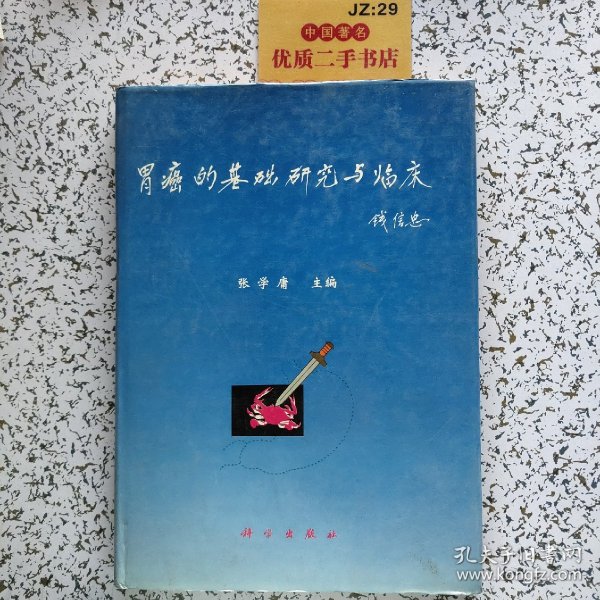 JZ:29
中国著名
优质二手书店
胃癌的基础研究与临床
钱信忠
张学庸 主编
科学出版社
孔夫子旧书网
www.kongfz.com